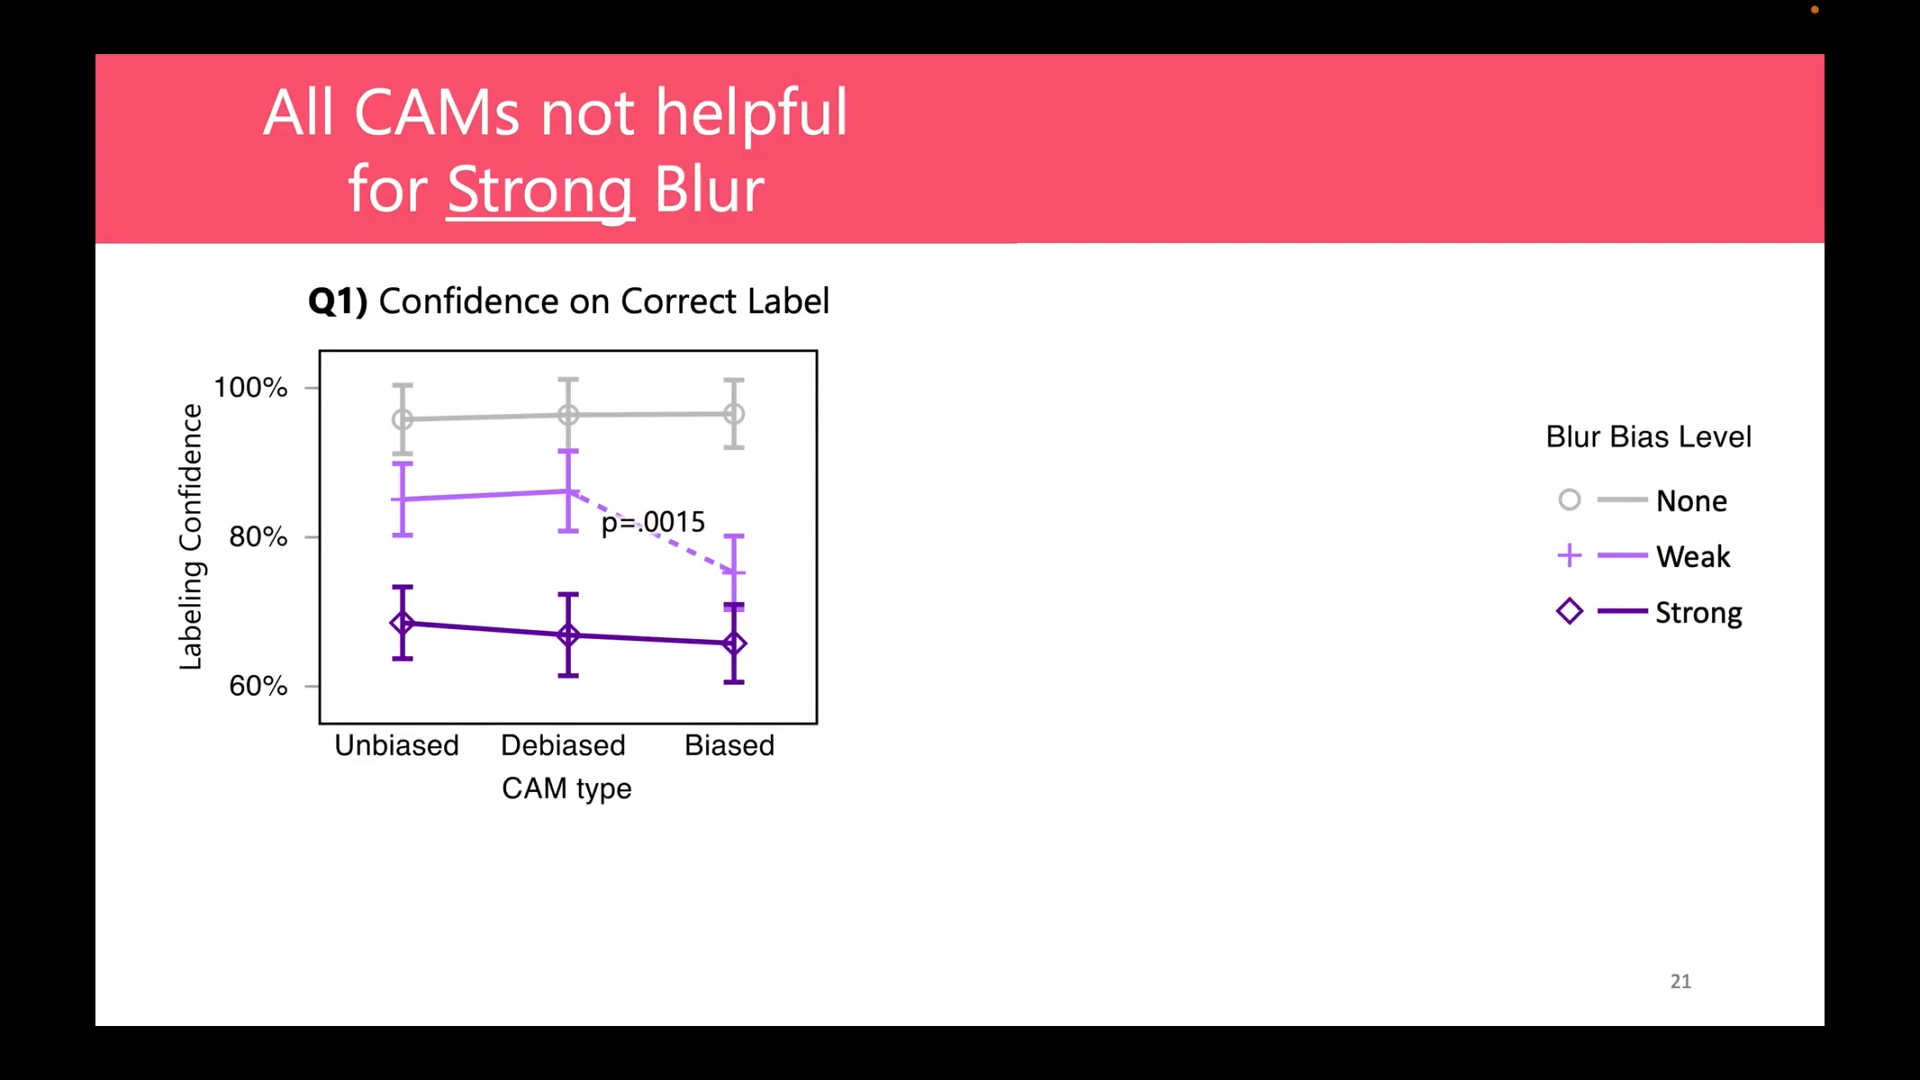 All CAMs not helpful
for Strong Blur
Q1) Confidence on Correct Label
Labeling Confidence
100%
80%
60%
p=.0015
Unbiased Debiased Biased
CAM type
Blur Bias Level
None
Weak
Strong
21